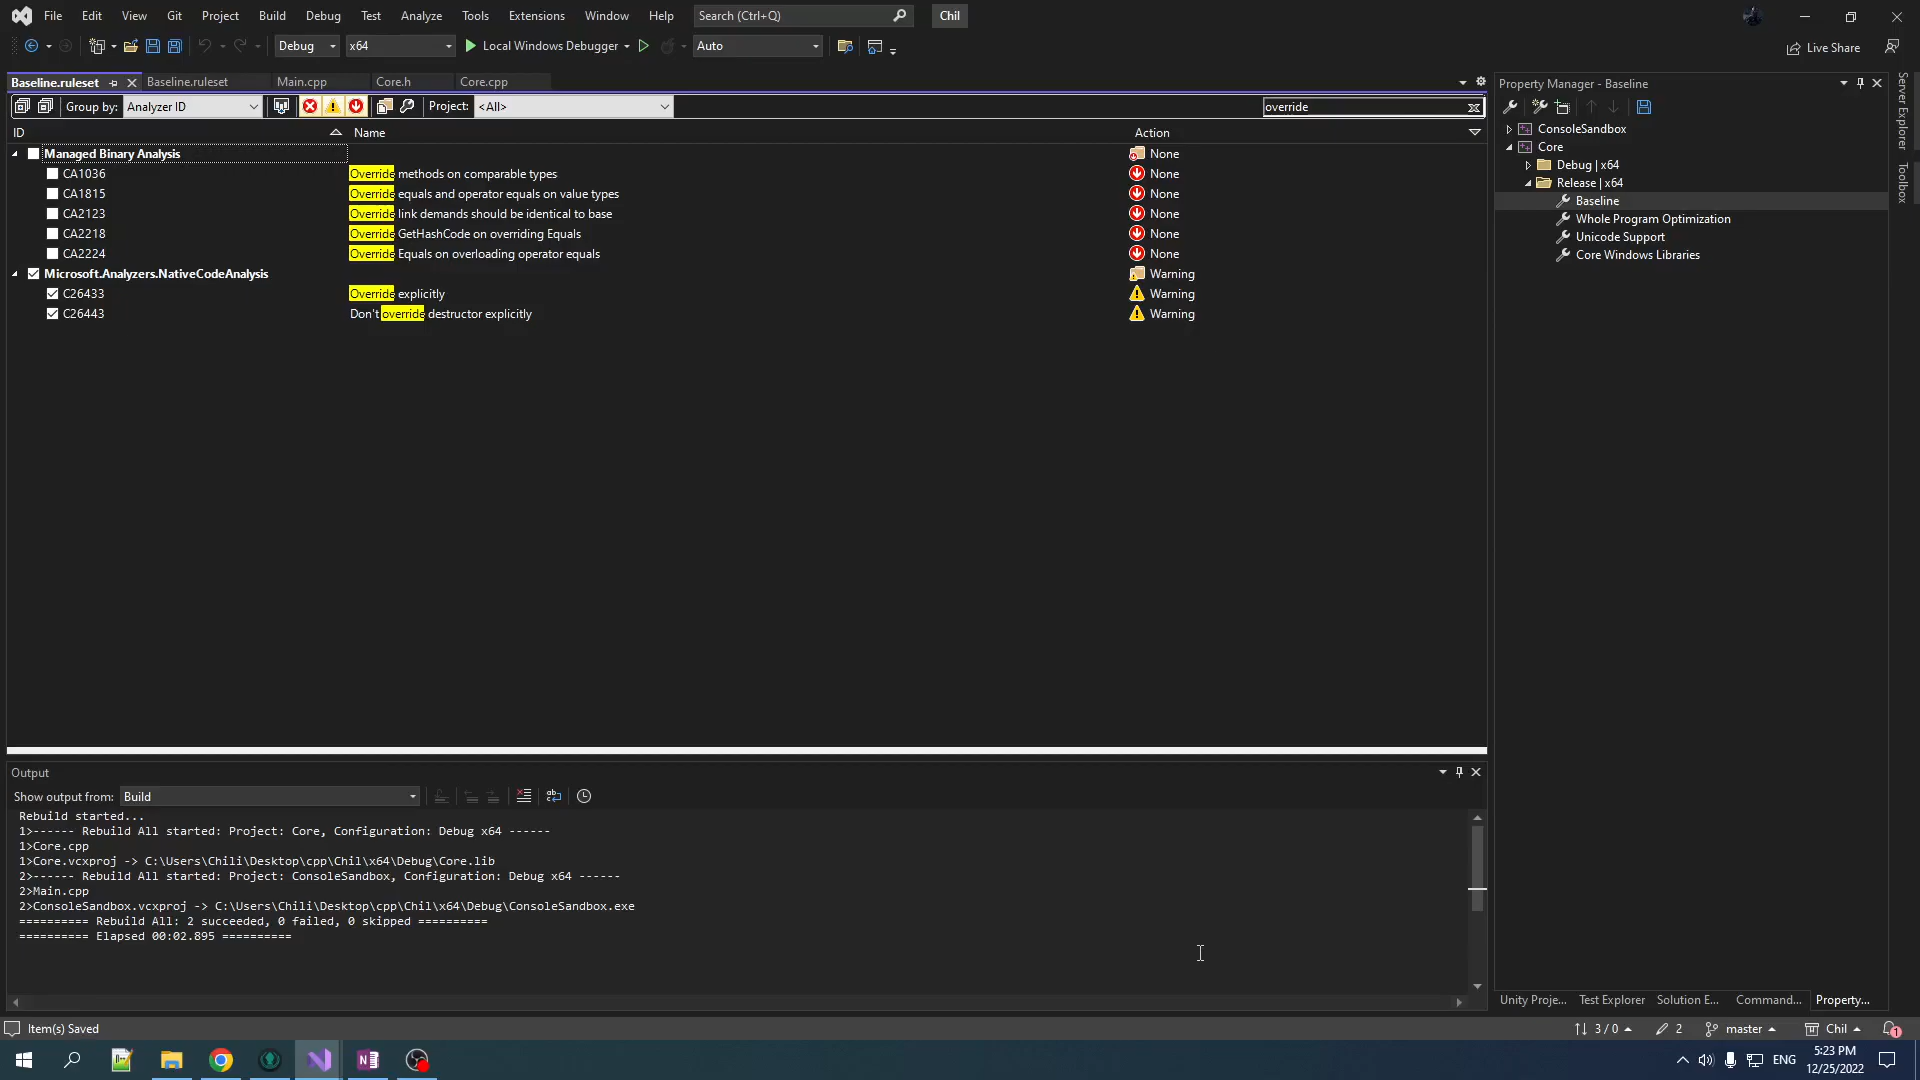 File Edit View Git Project Build Debug Test Analyze Tools Extensions Window Help Search (Ctrl+Q) Chil
Debug x64 Local Windows Debugger Auto Live Share
Baseline.ruleset Baseline.ruleset Main.cpp Core.h Core.cpp
Group by: Analyzer ID Project: <All> override
ID Name Action
Managed Binary Analysis None
CA1036 Override methods on comparable types None
CA1815 Override equals and operator equals on value types None
CA2123 Override link demands should be identical to base None
CA2218 Override GetHashCode on overriding Equals None
CA2224 Override Equals on overloading operator equals None
Microsoft.Analyzers.NativeCodeAnalysis Warning
C26433 Override explicitly Warning
C26443 Don't override destructor explicitly Warning
Property Manager - Baseline
ConsoleSandbox
Core
Debug | x64
Release | x64
Baseline
Whole Program Optimization
Unicode Support
Core Windows Libraries
Server Explorer
Toolbox
Output
Show output from: Build
Rebuild started...
1>------ Rebuild All started: Project: Core, Configuration: Debug x64 ------
1>Core.cpp
1>Core.vcxproj -> C:\Users\Chili\Desktop\cpp\Chil\x64\Debug\Core.lib
2>------ Rebuild All started: Project: ConsoleSandbox, Configuration: Debug x64 ------
2>Main.cpp
2>ConsoleSandbox.vcxproj -> C:\Users\Chili\Desktop\cpp\Chil\x64\Debug\ConsoleSandbox.exe
========== Rebuild All: 2 succeeded, 0 failed, 0 skipped ==========
========== Elapsed 00:02.895 ==========
Unity Proje... Test Explorer Solution E... Command... Property...
Item(s) Saved 3 / 0 2 master Chil 1
N ENG 5:23 PM
12/25/2022